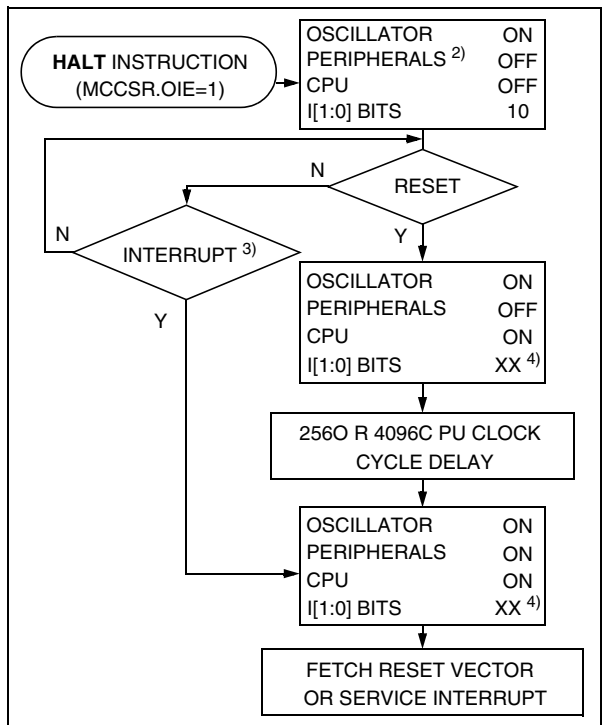 HALT INSTRUCTION
(MCCSR.OIE=1)
OSCILLATOR ON
PERIPHERALS 2) OFF
CPU OFF
I[1:0] BITS 10
RESET
N
Y
INTERRUPT 3)
N
Y
OSCILLATOR ON
PERIPHERALS OFF
CPU ON
I[1:0] BITS XX 4)
256O R 4096C PU CLOCK
CYCLE DELAY
OSCILLATOR ON
PERIPHERALS ON
CPU ON
I[1:0] BITS XX 4)
FETCH RESET VECTOR
OR SERVICE INTERRUPT